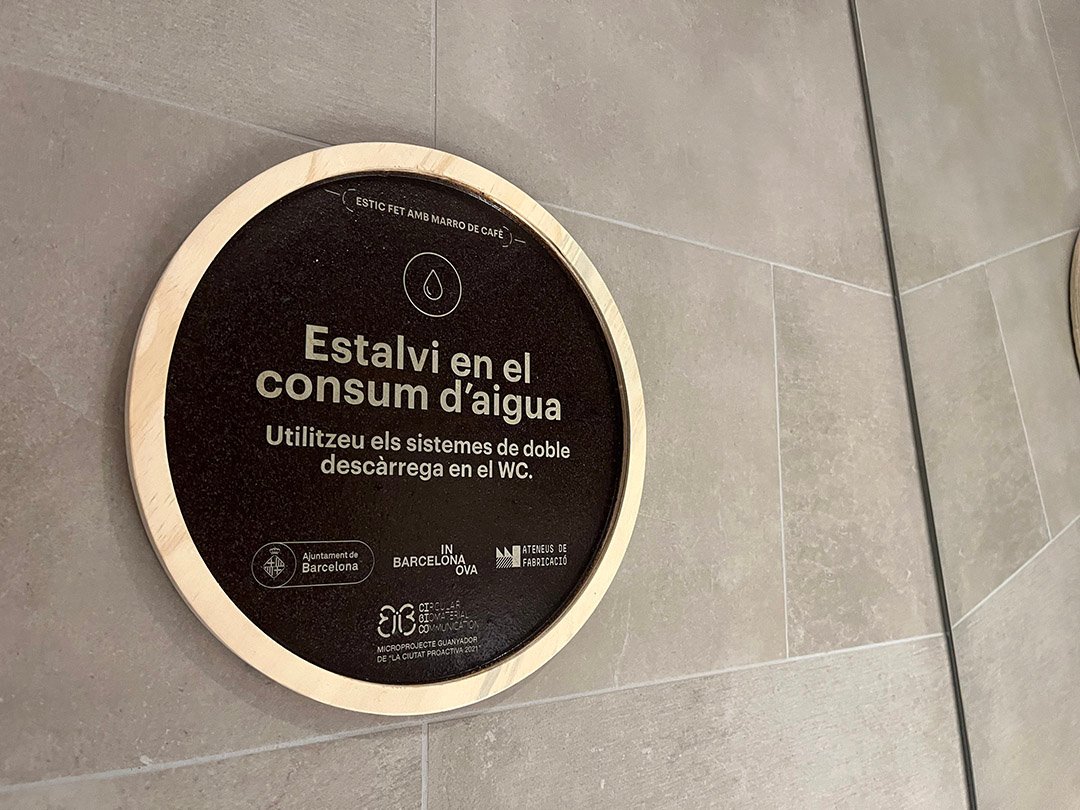 ESTIC FET AMB MARRO DE CAFÈ
Estalvi en el
consum d'aigua
Utilitzeu els sistemes de doble
descàrrega en el WC.
Ajuntament de
Barcelona
IN
BARCELONA
OVA
ATENEUS DE
FABRICACIÓ
CIRCULAR
BIOMATERIAL
COMMUNICATION
MICROPROJECTE GUANYADOR
DE "LA CIUTAT PROACTIVA 2021"